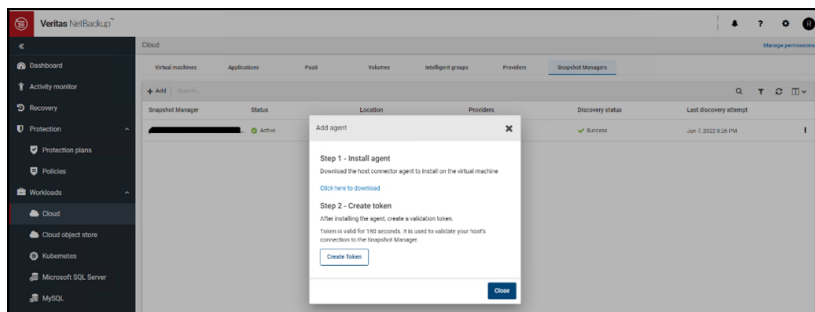 Veritas NetBackup™
?
R
«
Cloud
Manage permissions
Dashboard
Activity monitor
Recovery
Protection
Protection plans
Policies
Workloads
Cloud
Cloud object store
Kubernetes
Microsoft SQL Server
MySQL
Virtual machines
Applications
PaaS
Volumes
Intelligent groups
Providers
Snapshot Managers
+ Add
Search...
Snapshot Manager
Status
Location
Providers
Discovery status
Last discovery attempt
Active
Success
Jun 7, 2022 5:26 PM
Add agent
Step 1 - Install agent
Download the host connector agent to Install on the virtual machine
Click here to download
Step 2 - Create token
After installing the agent, create a validation token.
Token is valid for 180 seconds. It is used to validate your host's
connection to the Snapshot Manager
Create Token
Close